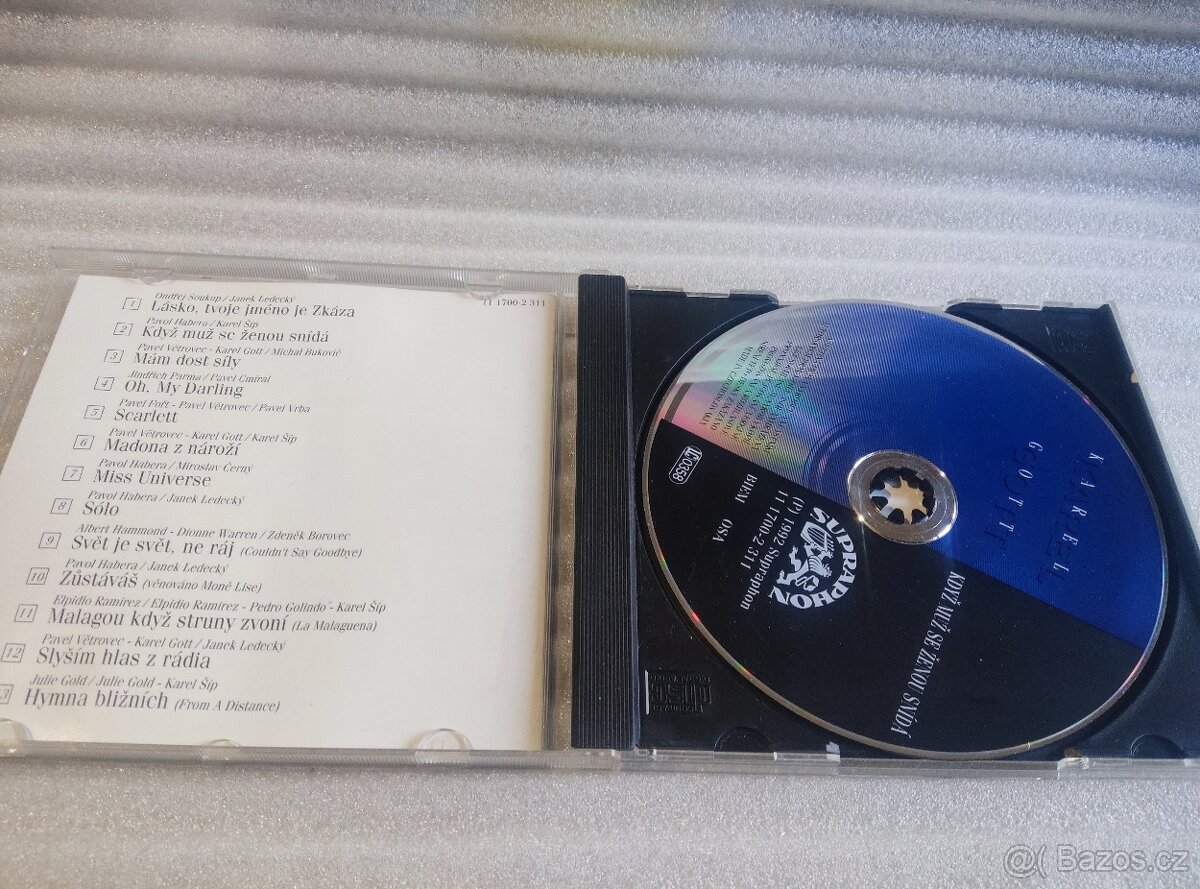 11 1700-2 311
1 Ondřej Soukup / Janek Ledecký
Lásko, tvoje jméno je Zkáza
2 Pavol Habera / Karel Šíp
Když muž se ženou snídá
3 Pavel Větrovec - Karel Gott / Michal Bukovič
Mám dost síly
4 Jindřich Parma / Pavel Cmíral
Oh, My Darling
5 Pavel Fořt - Pavel Větrovec / Pavel Vrba
Scarlett
6 Pavel Větrovec - Karel Gott / Karel Šíp
Madona z nároží
7 Pavol Habera / Miroslav Černý
Miss Universe
8 Pavol Habera / Janek Ledecký
Sólo
9 Albert Hammond - Dionne Warren / Zdeněk Borovec
Svět je svět, ne ráj (Couldn't Say Goodbye)
10 Pavol Habera / Janek Ledecký
Zůstáváš (věnováno Moně Lise)
11 Elpidio Ramirez / Elpidio Ramirez - Pedro Golindo - Karel Šíp
Malagou když struny zvoní (La Malaguena)
12 Pavel Větrovec - Karel Gott / Janek Ledecký
Slyším hlas z rádia
3 Julie Gold / Julie Gold - Karel Šíp
Hymna bližních (From A Distance)
KAREL
GOTT
KDYŽ MUŽ SE ŽENOU SNÍDÁ
SUPRAPHON
(P) 1992 Supraphon
11 1700-2 311
BIEM OSA
L 0358
COMPACT
DISC
DIGITAL AUDIO
@( Bazos.cz